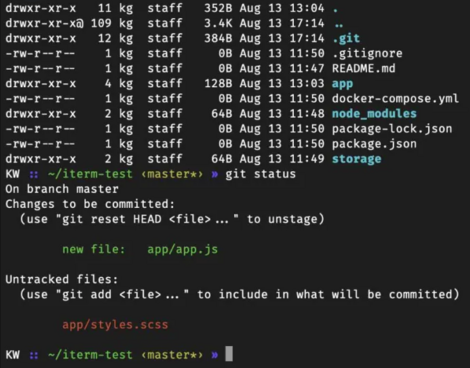 drwxr-xr-x 11 kg staff 352B Aug 13 13:04 .
drwxr-xr-x@ 109 kg staff 3.4K Aug 13 17:14 ..
drwxr-xr-x 12 kg staff 384B Aug 13 17:14 .git
-rw-r--r-- 1 kg staff 0B Aug 13 11:50 .gitignore
-rw-r--r-- 1 kg staff 0B Aug 13 11:47 README.md
drwxr-xr-x 4 kg staff 128B Aug 13 13:03 app
-rw-r--r-- 1 kg staff 0B Aug 13 11:50 docker-compose.yml
drwxr-xr-x 2 kg staff 64B Aug 13 11:48 node_modules
-rw-r--r-- 1 kg staff 0B Aug 13 11:50 package-lock.json
-rw-r--r-- 1 kg staff 0B Aug 13 11:50 package.json
drwxr-xr-x 2 kg staff 64B Aug 13 11:49 storage
KW :: ~/iterm-test ‹master*› » git status
On branch master
Changes to be committed:
(use "git reset HEAD <file>..." to unstage)
new file: app/app.js
Untracked files:
(use "git add <file>..." to include in what will be committed)
app/styles.scss
KW :: ~/iterm-test ‹master*› »